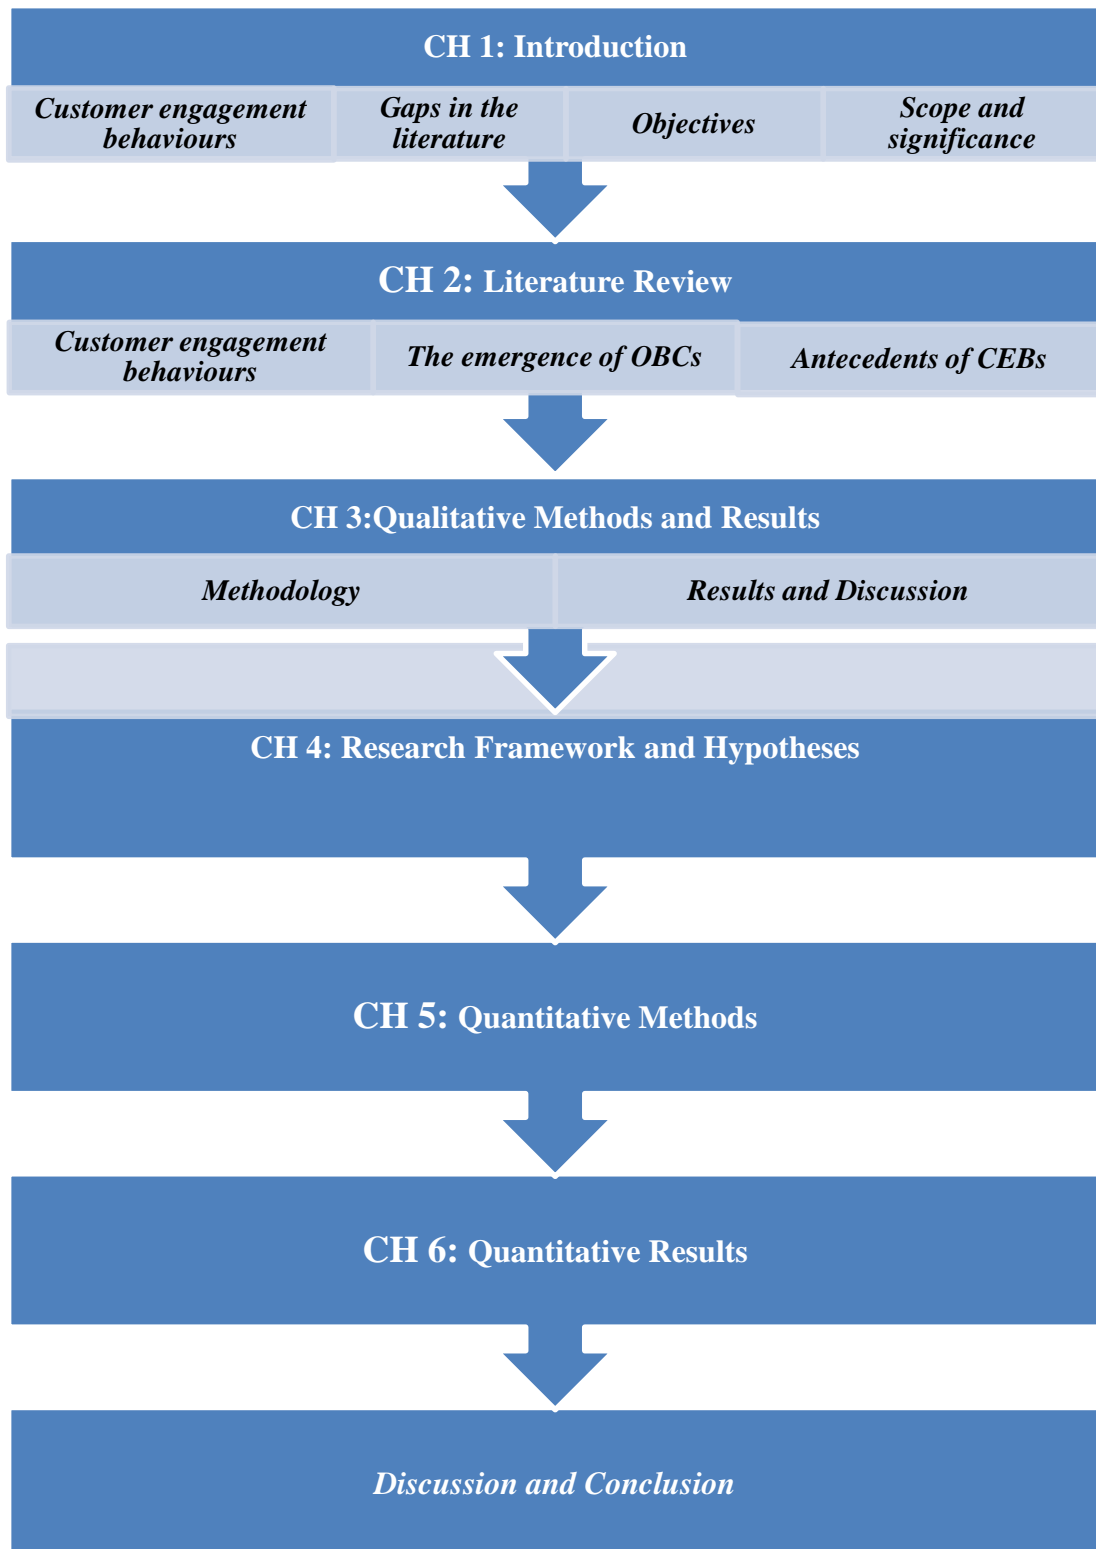 CH 1: Introduction
Customer engagement
behaviours
Gaps in the
literature
Objectives
Scope and
significance
CH 2: Literature Review
Customer engagement
behaviours
The emergence of OBCs
Antecedents of CEBs
CH 3:Qualitative Methods and Results
Methodology
Results and Discussion
CH 4: Research Framework and Hypotheses
CH 5: Quantitative Methods
CH 6: Quantitative Results
Discussion and Conclusion